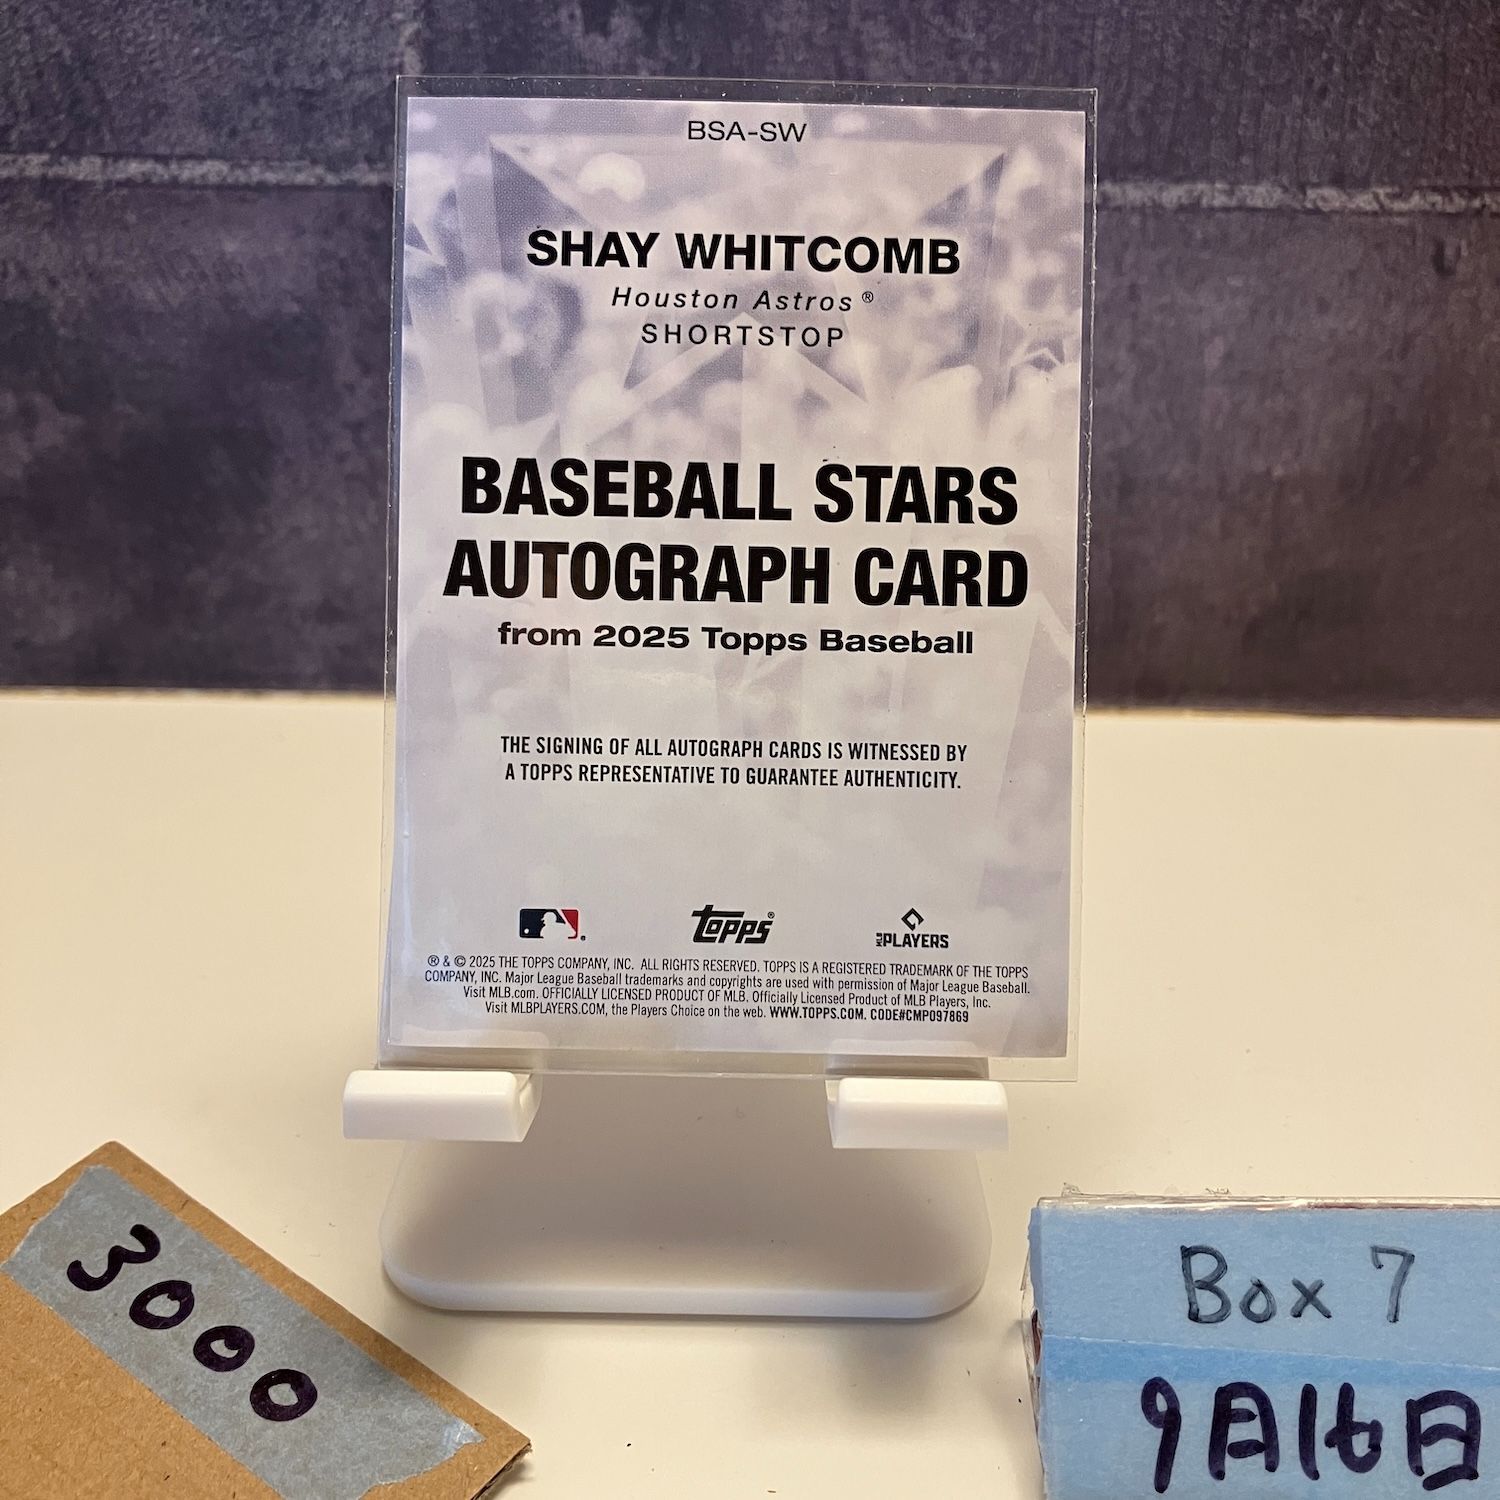 BSA-SW
SHAY WHITCOMB
Houston Astros ®
SHORTSTOP
BASEBALL STARS
AUTOGRAPH CARD
from 2025 Topps Baseball
THE SIGNING OF ALL AUTOGRAPH CARDS IS WITNESSED BY
A TOPPS REPRESENTATIVE TO GUARANTEE AUTHENTICITY.
topps®
MLB PLAYERS
® & © 2025 THE TOPPS COMPANY, INC. ALL RIGHTS RESERVED. TOPPS IS A REGISTERED TRADEMARK OF THE TOPPS
COMPANY, INC. Major League Baseball trademarks and copyrights are used with permission of Major League Baseball.
Visit MLB.com. OFFICIALLY LICENSED PRODUCT OF MLB. Officially Licensed Product of MLB Players, Inc.
Visit MLBPLAYERS.COM, the Players Choice on the web. WWW.TOPPS.COM. CODE#CMP097869
3000
Box 7
9月16日